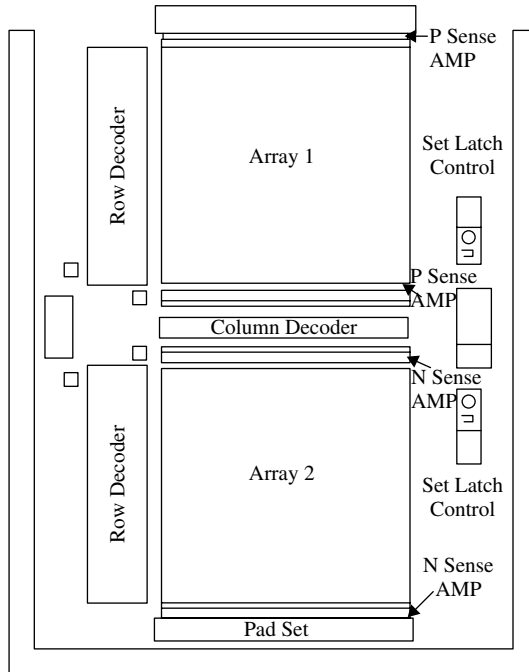 P Sense
AMP
Row Decoder
Array 1
Set Latch
Control
P Sense
AMP
Column Decoder
N Sense
AMP
Row Decoder
Array 2
Set Latch
Control
N Sense
AMP
Pad Set